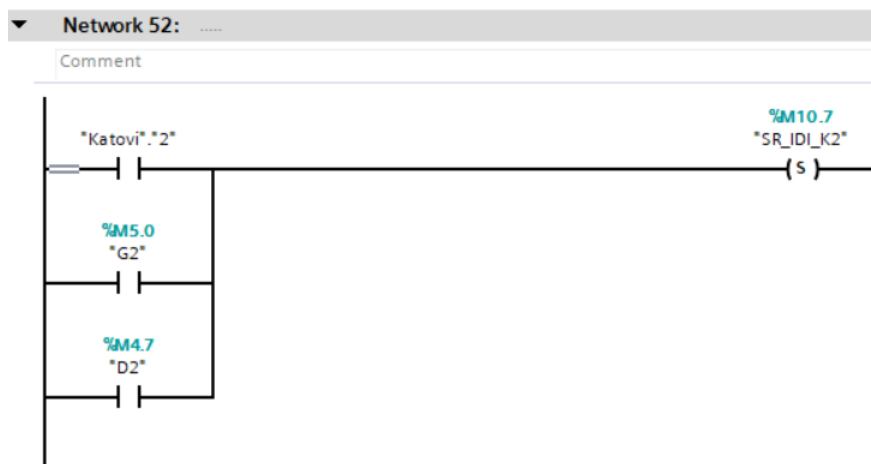 Network 52: .....
Comment
"Katovi"."2"
%M10.7
"SR_IDI_K2"
( S )
%M5.0
"G2"
%M4.7
"D2"